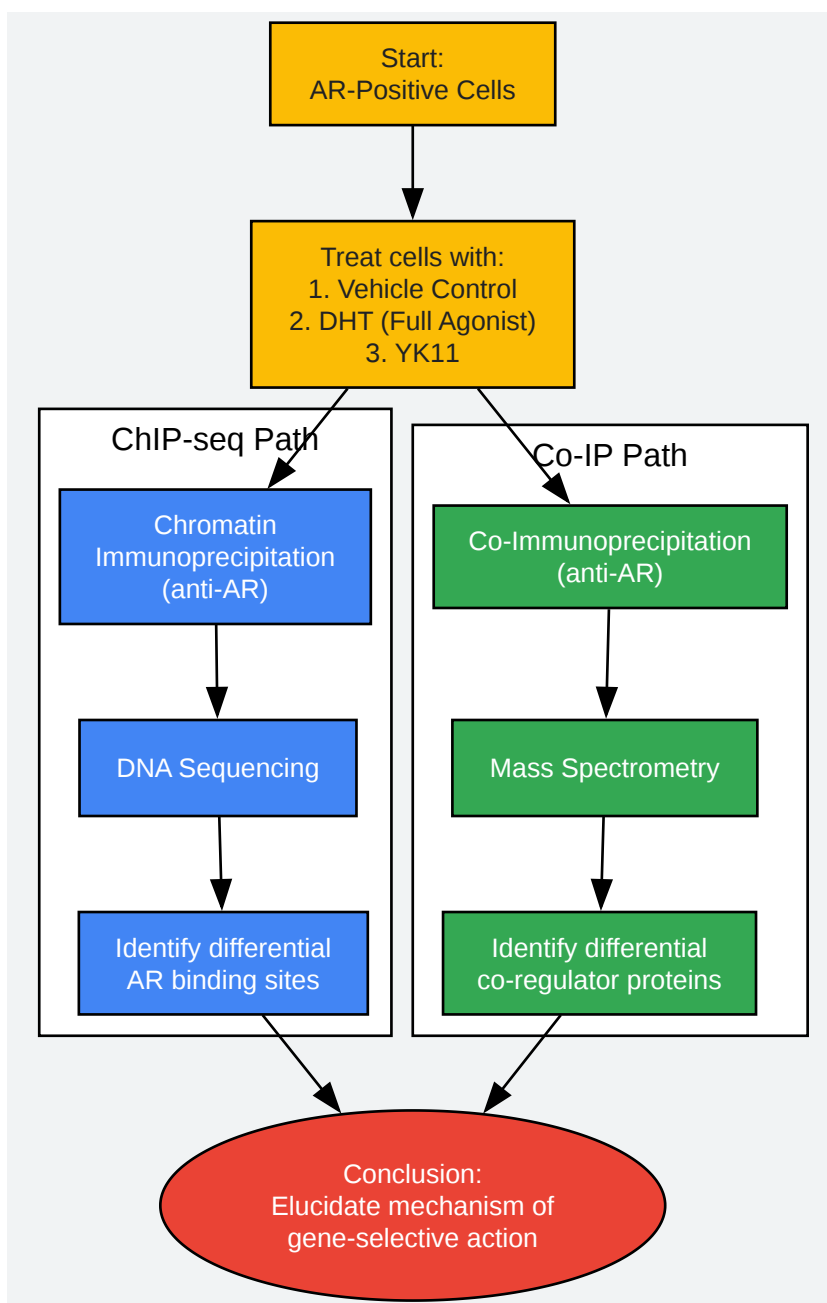 Start:
AR-Positive Cells
Treat cells with:
1. Vehicle Control
2. DHT (Full Agonist)
3. YK11
ChIP-seq Path
Chromatin
Immunoprecipitation
(anti-AR)
DNA Sequencing
Identify differential
AR binding sites
Co-IP Path
Co-Immunoprecipitation
(anti-AR)
Mass Spectrometry
Identify differential
co-regulator proteins
Conclusion:
Elucidate mechanism of
gene-selective action